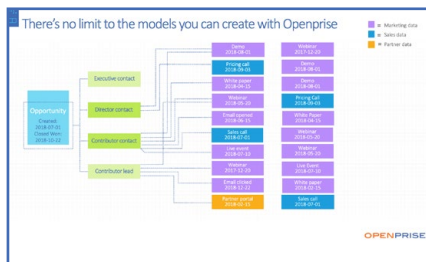 There's no limit to the models you can create with Openprise
= Marketing data
= Sales data
= Partner data
Opportunity
Created:
2018-07-01
Closed Won:
2018-10-12
Executive contact
Director contact
Contributor contact
Contributor lead
Demo
2018-08-01
Pricing call
2018-09-03
White paper
2018-04-15
Webinar
2018-05-20
Email opened
2018-06-15
Sales call
2018-07-01
Live event
2018-07-10
Webinar
2017-12-20
Email clicked
2018-12-22
Partner portal
2018-02-15
Webinar
2017-12-20
Demo
2018-08-01
Demo
2018-08-01
Pricing Call
2018-09-03
White Paper
2018-04-15
Webinar
2018-05-20
Webinar
2018-05-20
Live Event
2018-07-10
White paper
2018-02-15
Sales call
2018-07-01
OPENPRISE